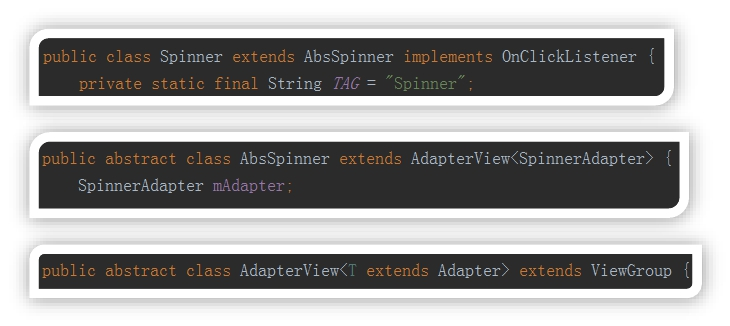 public class Spinner extends AbsSpinner implements OnClickListener {
private static final String TAG = "Spinner";
public abstract class AbsSpinner extends AdapterView<SpinnerAdapter> {
SpinnerAdapter mAdapter;
public abstract class AdapterView<T extends Adapter> extends ViewGroup {